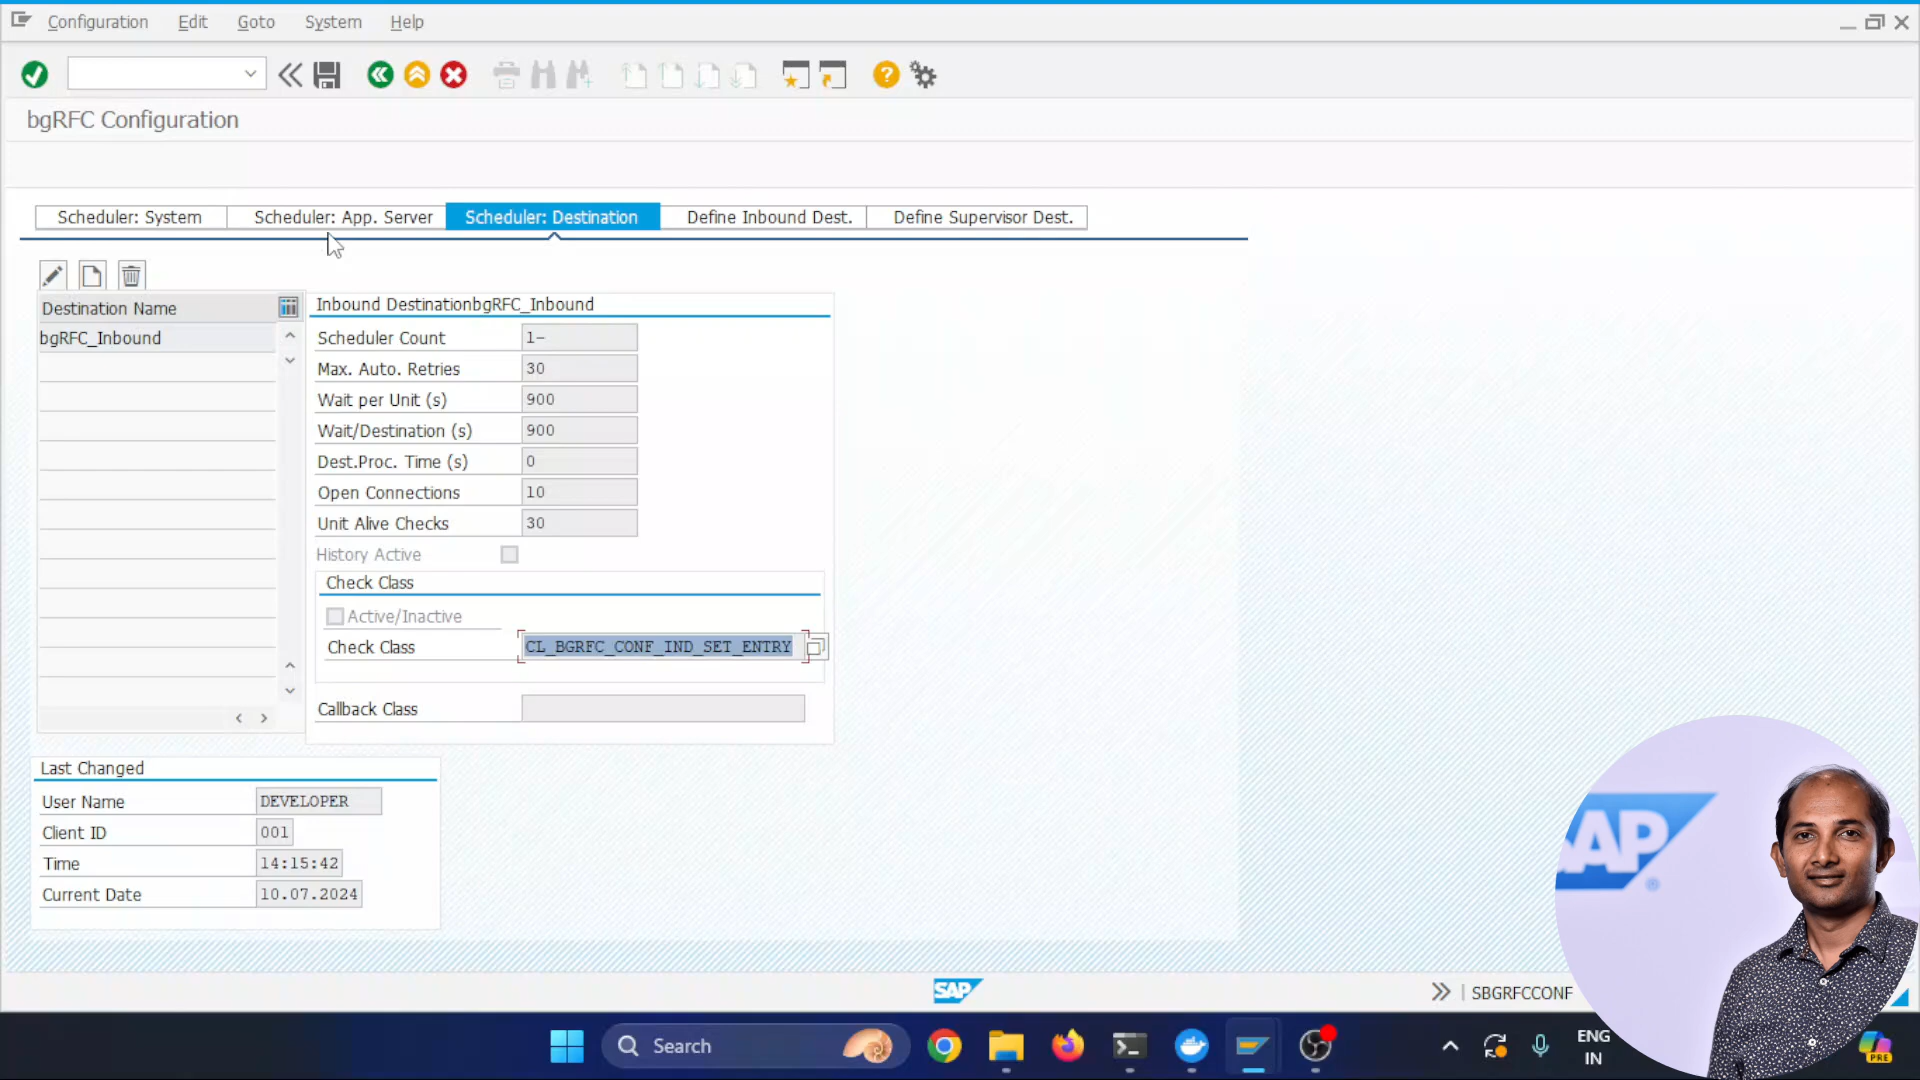 Configuration Edit Goto System Help
bgRFC Configuration
Scheduler: System Scheduler: App. Server Scheduler: Destination Define Inbound Dest. Define Supervisor Dest.
Destination Name
bgRFC_Inbound
Inbound DestinationbgRFC_Inbound
Scheduler Count 1-
Max. Auto. Retries 30
Wait per Unit (s) 900
Wait/Destination (s) 900
Dest.Proc. Time (s) 0
Open Connections 10
Unit Alive Checks 30
History Active
Check Class
Active/Inactive
Check Class CL_BGRFC_CONF_IND_SET_ENTRY
Callback Class
Last Changed
User Name DEVELOPER
Client ID 001
Time 14:15:42
Current Date 10.07.2024
SAP
SAP
SBGRFCCONF
Search
ENG
IN
PRE